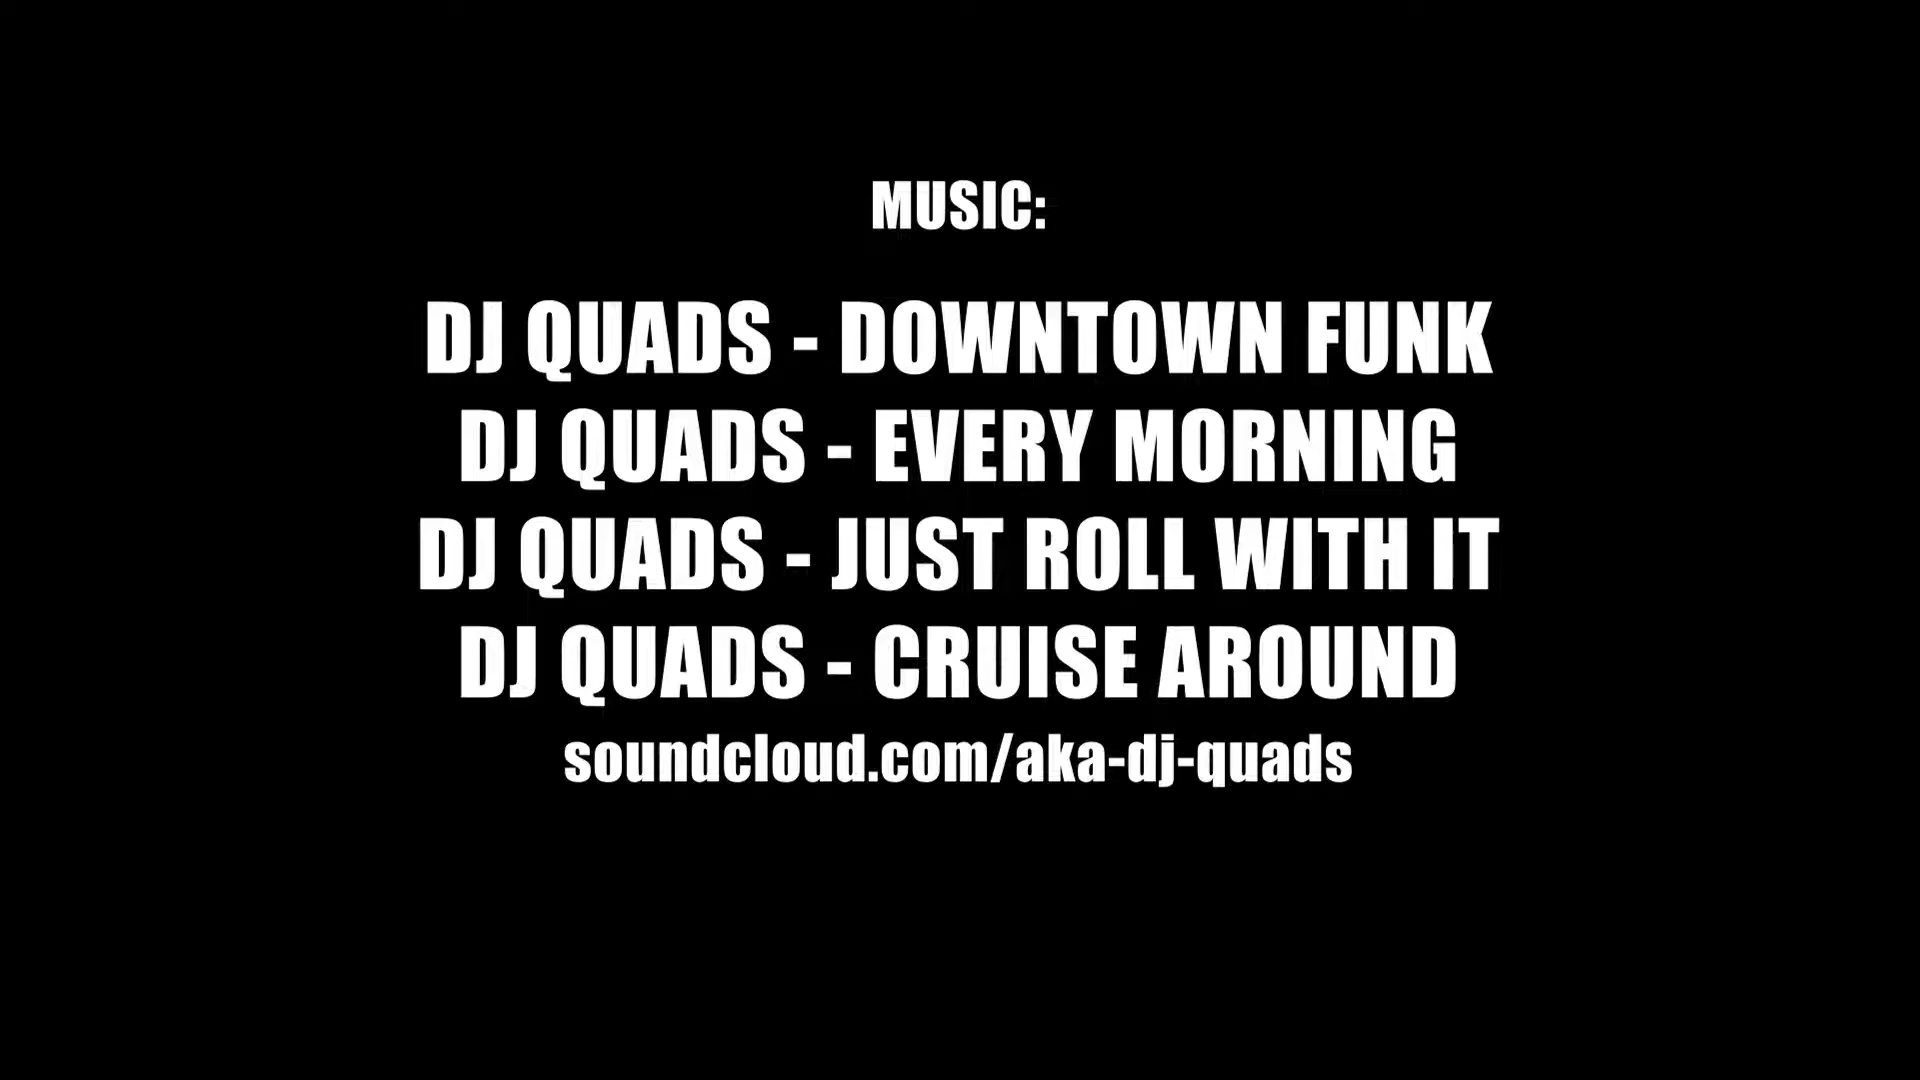 MUSIC:
DJ QUADS - DOWNTOWN FUNK
DJ QUADS - EVERY MORNING
DJ QUADS - JUST ROLL WITH IT
DJ QUADS - CRUISE AROUND
soundcloud.com/aka-dj-quads